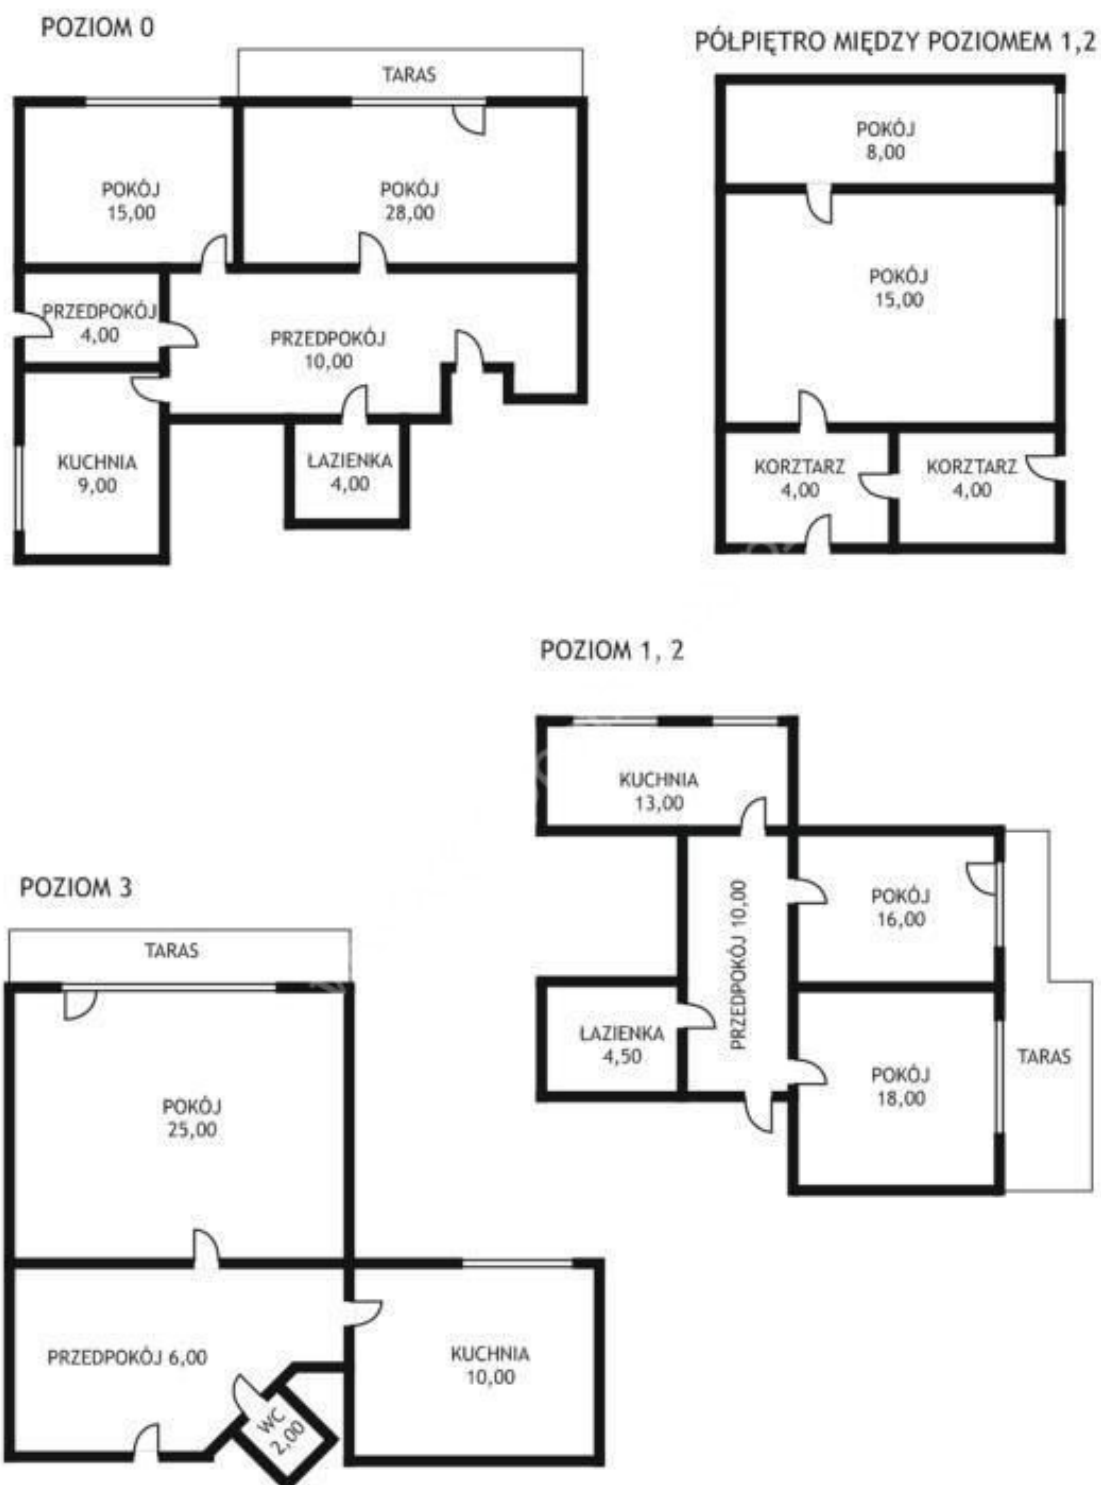 POZIOM 0
TARAS
POKÓJ
15,00
POKÓJ
28,00
PRZEDPOKÓJ
4,00
PRZEDPOKÓJ
10,00
KUCHNIA
9,00
ŁAZIENKA
4,00
PÓŁPIĘTRO MIĘDZY POZIOMEM 1,2
POKÓJ
8,00
POKÓJ
15,00
KORZTARZ
4,00
KORZTARZ
4,00
POZIOM 1, 2
KUCHNIA
13,00
PRZEDPOKÓJ 10,00
POKÓJ
16,00
ŁAZIENKA
4,50
POKÓJ
18,00
TARAS
POZIOM 3
TARAS
POKÓJ
25,00
PRZEDPOKÓJ 6,00
WC
2,00
KUCHNIA
10,00